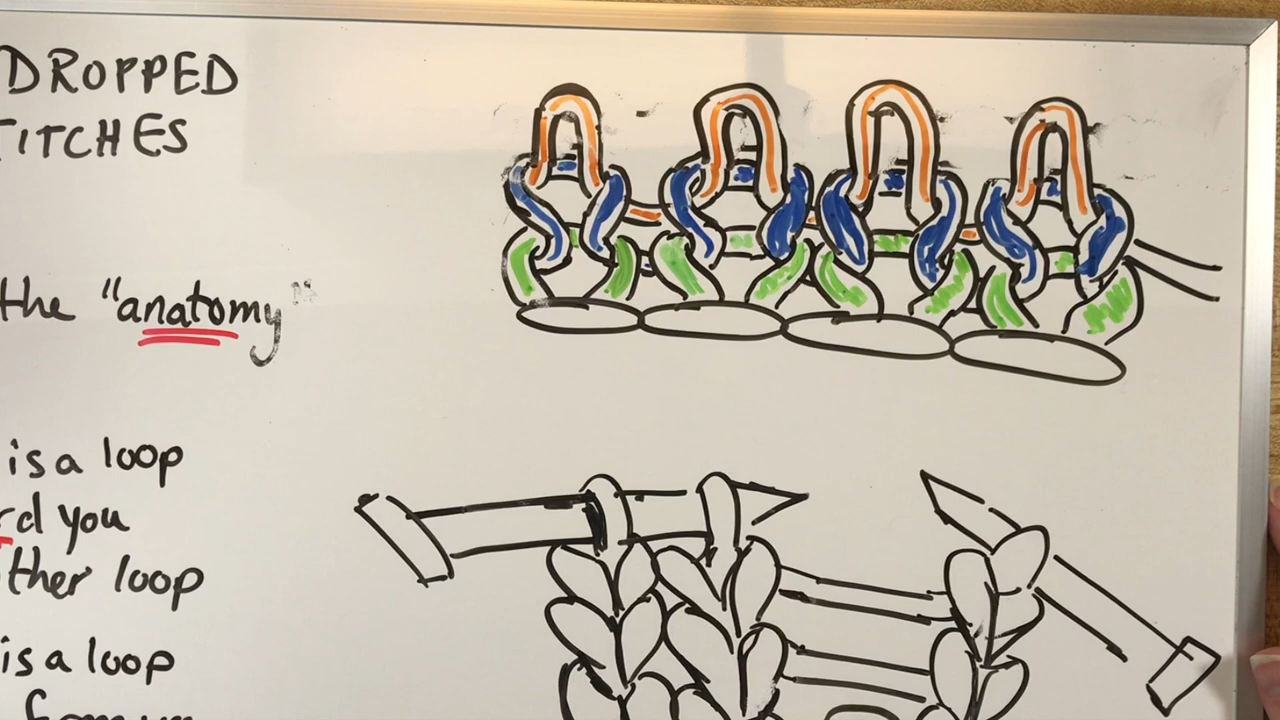 DROPPED
TITCHES
the "anatomy"
is a loop
rd you
ther loop
is a loop